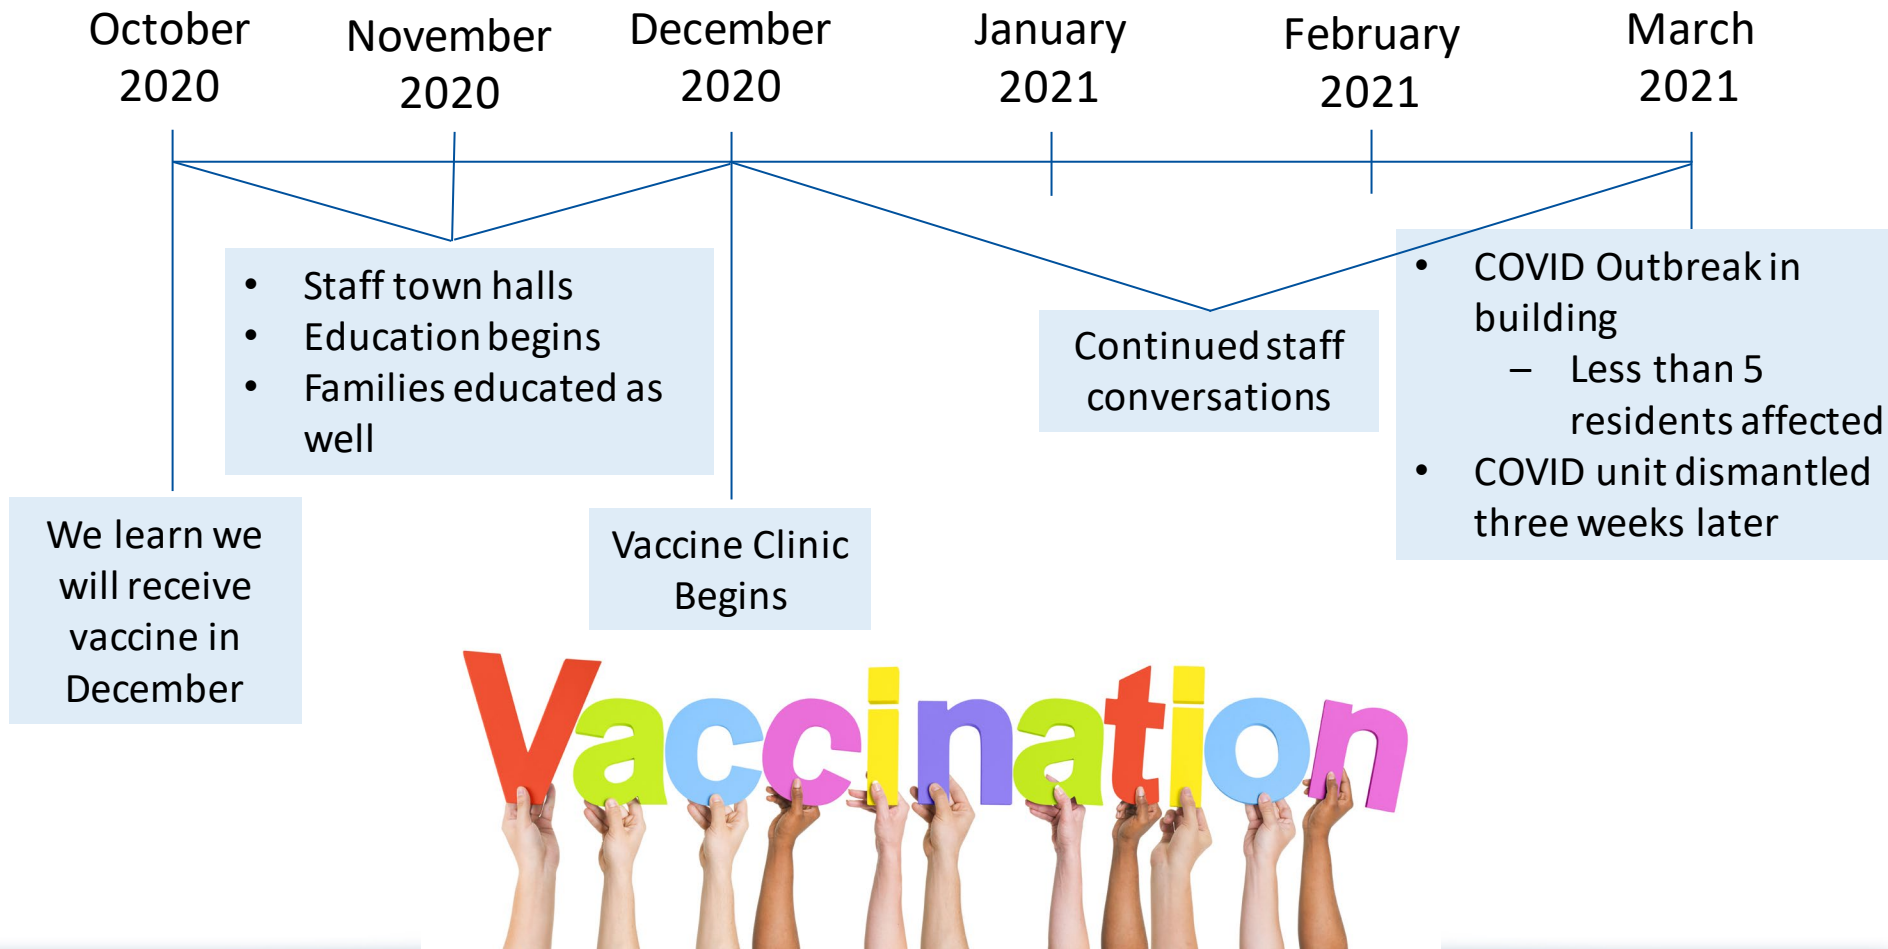 October
2020
November
2020
December
2020
January
2021
February
2021
March
2021
• Staff town halls
• Education begins
• Families educated as
well
Continued staff
conversations
• COVID Outbreak in
building
– Less than 5
residents affected
• COVID unit dismantled
three weeks later
We learn we
will receive
vaccine in
December
Vaccine Clinic
Begins
Vaccination